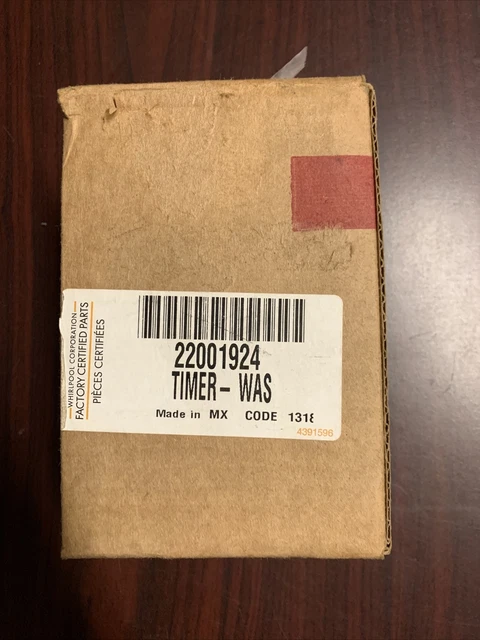 WHIRLPOOL CORPORATION
FACTORY CERTIFIED PARTS
PIÈCES CERTIFIÉES
22001924
TIMER- WAS
Made in MX CODE 1318
4391596